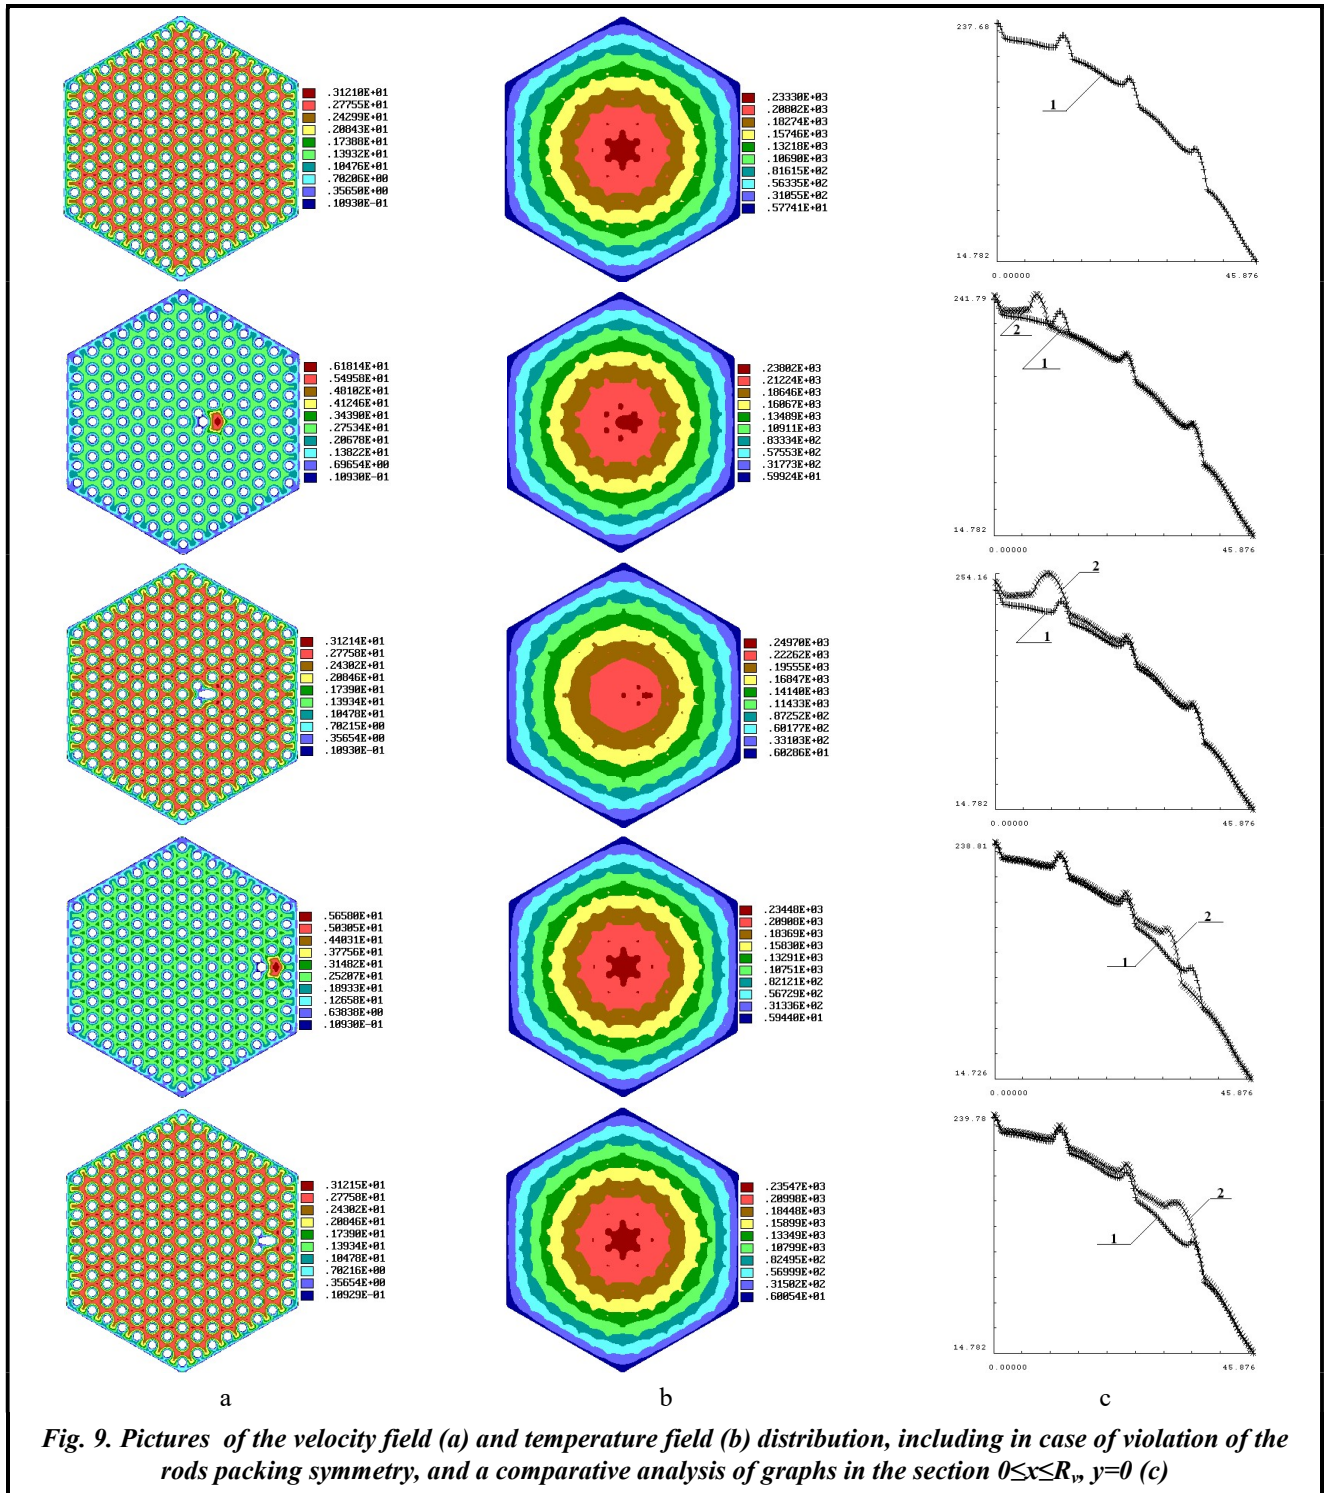 .31210E+01
.27755E+01
.24299E+01
.20843E+01
.17388E+01
.13932E+01
.10476E+01
.70206E+00
.35650E+00
.10930E-01
.23330E+03
.20802E+03
.18274E+03
.15746E+03
.13218E+03
.10690E+03
.81615E+02
.56335E+02
.31055E+02
.57741E+01
237.68
1
14.782
0.00000 45.876
.61814E+01
.54958E+01
.48102E+01
.41246E+01
.34390E+01
.27534E+01
.20678E+01
.13822E+01
.69654E+00
.10930E-01
.23802E+03
.21224E+03
.18646E+03
.16067E+03
.13489E+03
.10911E+03
.83334E+02
.57553E+02
.31773E+02
.59924E+01
241.79
2
1
14.782
0.00000 45.876
.31214E+01
.27758E+01
.24302E+01
.20846E+01
.17390E+01
.13934E+01
.10478E+01
.70215E+00
.35654E+00
.10930E-01
.24970E+03
.22262E+03
.19555E+03
.16847E+03
.14140E+03
.11433E+03
.87252E+02
.60177E+02
.33103E+02
.60286E+01
254.16
2
1
14.782
0.00000 45.876
.56580E+01
.50305E+01
.44031E+01
.37756E+01
.31482E+01
.25207E+01
.18933E+01
.12658E+01
.63838E+00
.10930E-01
.23448E+03
.20908E+03
.18369E+03
.15830E+03
.13291E+03
.10751E+03
.82121E+02
.56729E+02
.31336E+02
.59440E+01
238.81
2
1
14.726
0.00000 45.876
.31215E+01
.27758E+01
.24302E+01
.20846E+01
.17390E+01
.13934E+01
.10478E+01
.70216E+00
.35654E+00
.10929E-01
.23547E+03
.20998E+03
.18448E+03
.15899E+03
.13349E+03
.10799E+03
.82495E+02
.56999E+02
.31502E+02
.60054E+01
239.78
2
1
14.782
0.00000 45.876
a b c
Fig. 9. Pictures of the velocity field (a) and temperature field (b) distribution, including in case of violation of the
rods packing symmetry, and a comparative analysis of graphs in the section 0≤x≤Rᵥ, y=0 (c)